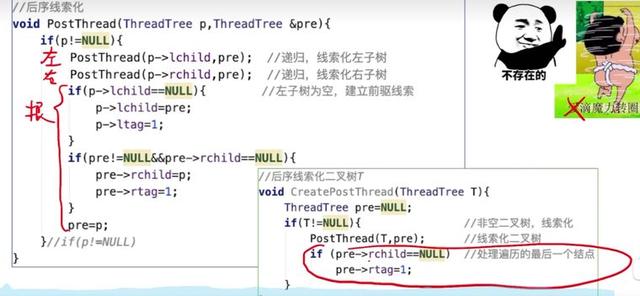 //后序线索化
void PostThread(ThreadTree p,ThreadTree &pre){
if(p!=NULL){
左 PostThread(p->lchild,pre); //递归，线索化左子树
右 PostThread(p->rchild,pre); //递归，线索化右子树
根
if(p->lchild==NULL){ //左子树为空，建立前驱线索
p->lchild=pre;
p->ltag=1;
}
if(pre!=NULL&&pre->rchild==NULL){
pre->rchild=p;
pre->rtag=1;
}
pre=p;
}//if(p!=NULL)
不存在的
滴魔力转圈
//后序线索化二叉树T
void CreatePostThread(ThreadTree T){
ThreadTree pre=NULL;
if(T!=NULL){ //非空二叉树，线索化
PostThread(T,pre); //线索化二叉树
if (pre->rchild==NULL) //处理遍历的最后一个结点
pre->rtag=1;